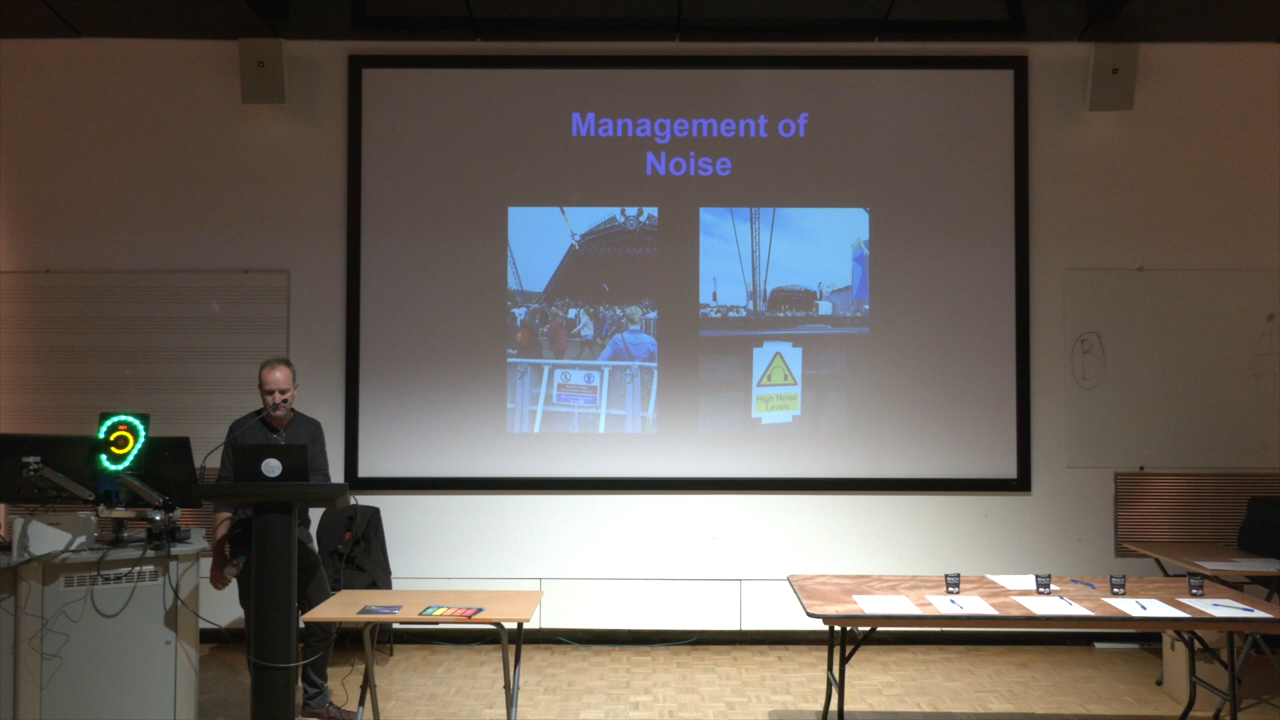 Management of
Noise
High Noise
Levels
B